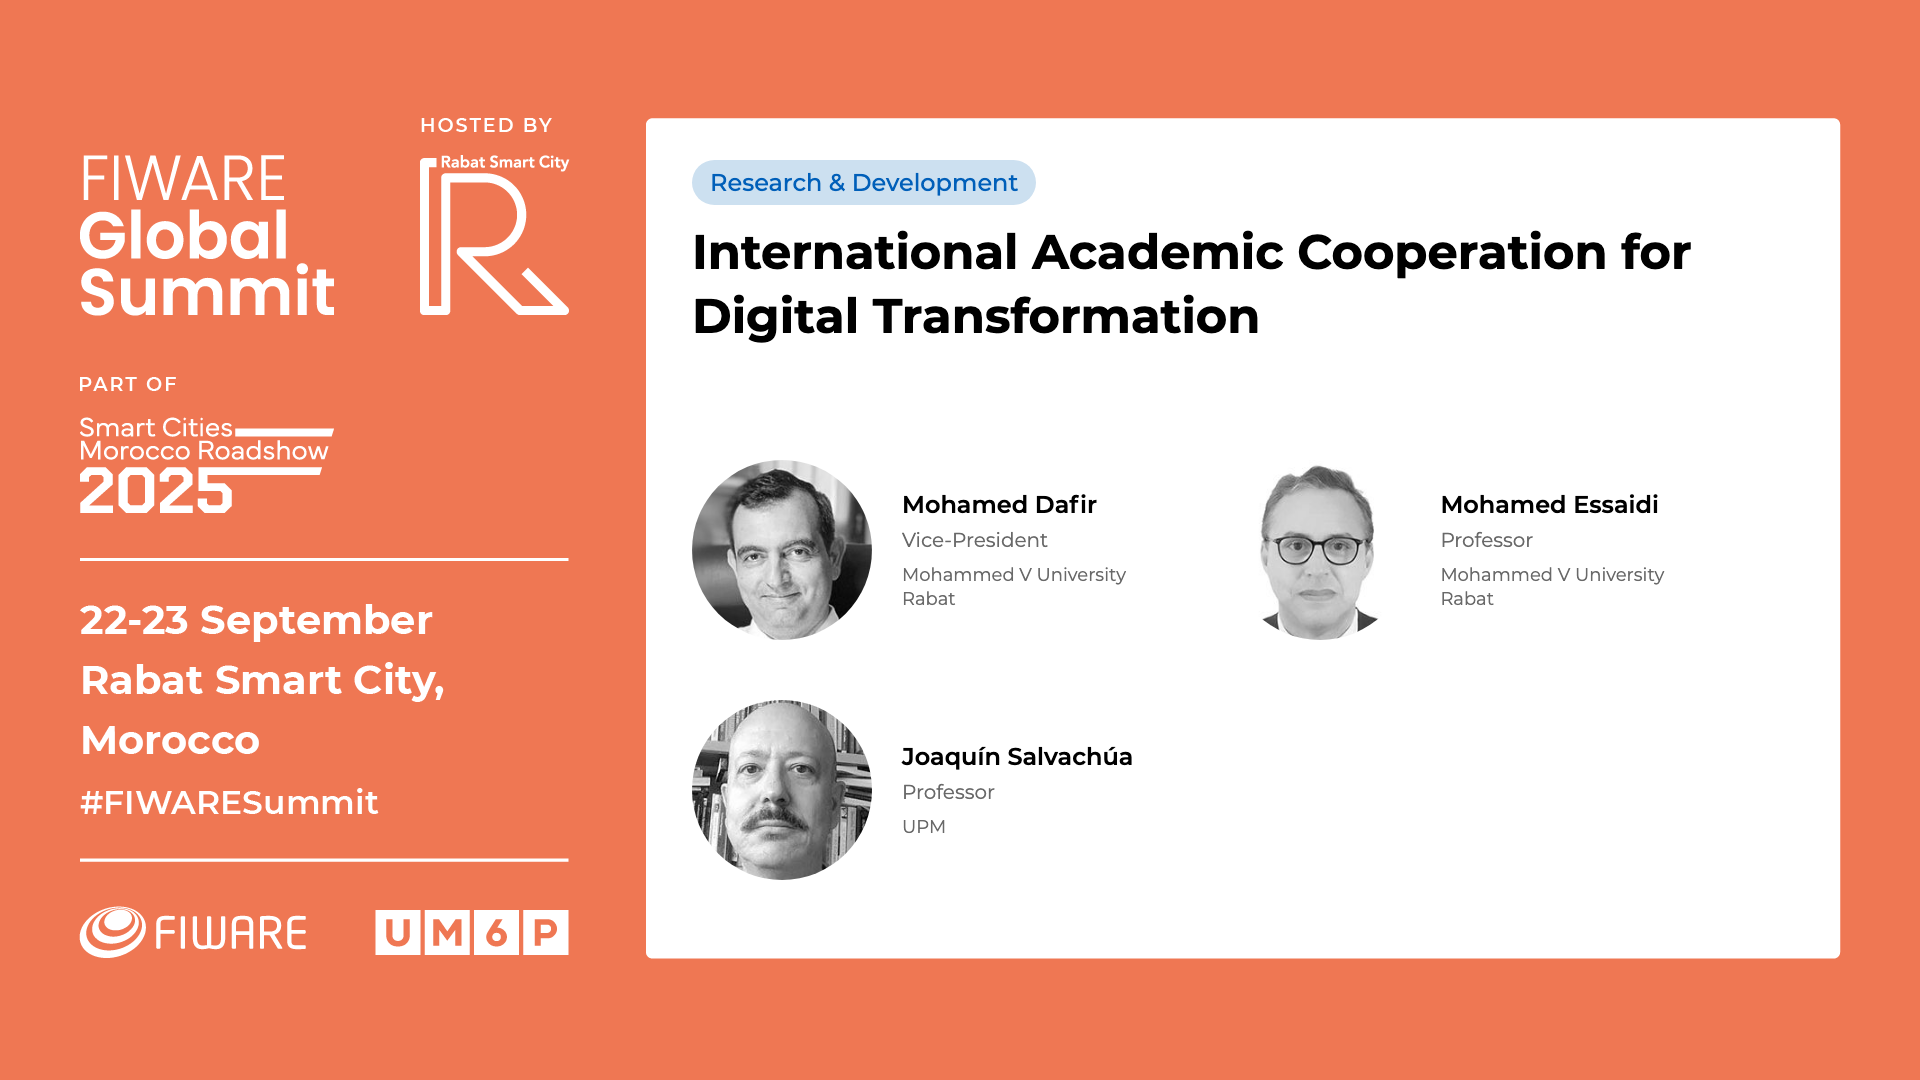 HOSTED BY
FIWARE
Global
Summit
Rabat Smart City
R
PART OF
Smart Cities
Morocco Roadshow
2025
22-23 September
Rabat Smart City,
Morocco
#FIWARESummit
FIWARE
UM6P
Research & Development
International Academic Cooperation for
Digital Transformation
Mohamed Dafir
Vice-President
Mohammed V University
Rabat
Mohamed Essaidi
Professor
Mohammed V University
Rabat
Joaquín Salvachúa
Professor
UPM